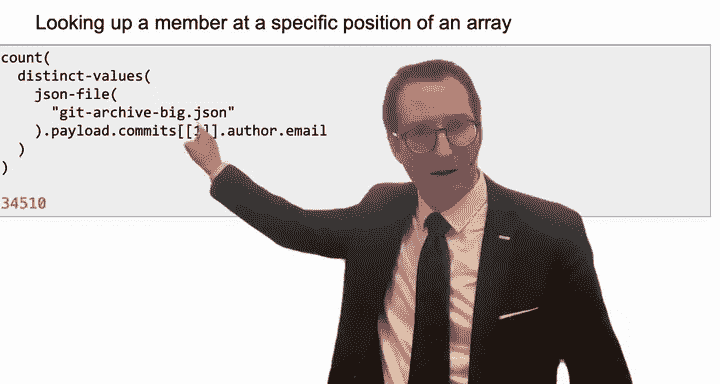 Looking up a member at a specific position of an array
count(
distinct-values(
json-file(
"git-archive-big.json"
).payload.commits[[1]].author.email
)
)
34510